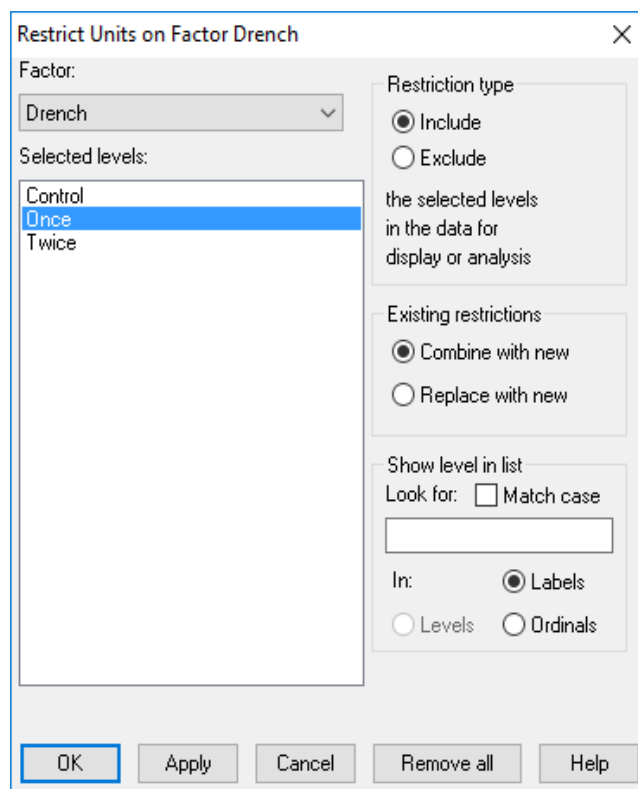 Restrict Units on Factor Drench
Factor:
Drench
Selected levels:
Control
Once
Twice
Restriction type
Include
Exclude
the selected levels
in the data for
display or analysis
Existing restrictions
Combine with new
Replace with new
Show level in list
Look for: Match case
In: Labels
Levels Ordinals
OK Apply Cancel Remove all Help